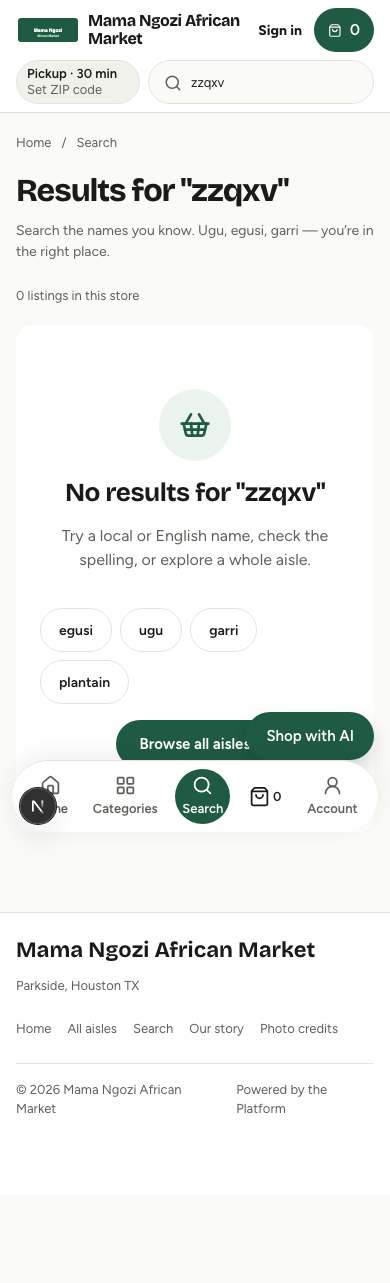 Mama Ngozi
African Market
Mama Ngozi African
Market
Sign in
0
Pickup · 30 min
Set ZIP code
zzqxv
Home / Search
Results for "zzqxv"
Search the names you know. Ugu, egusi, garri — you're in
the right place.
0 listings in this store
No results for "zzqxv"
Try a local or English name, check the
spelling, or explore a whole aisle.
egusi
ugu
garri
plantain
Browse all aisles
Shop with AI
Categories
Search
0
Account
N
Mama Ngozi African Market
Parkside, Houston TX
Home
All aisles
Search
Our story
Photo credits
© 2026 Mama Ngozi African
Market
Powered by the
Platform